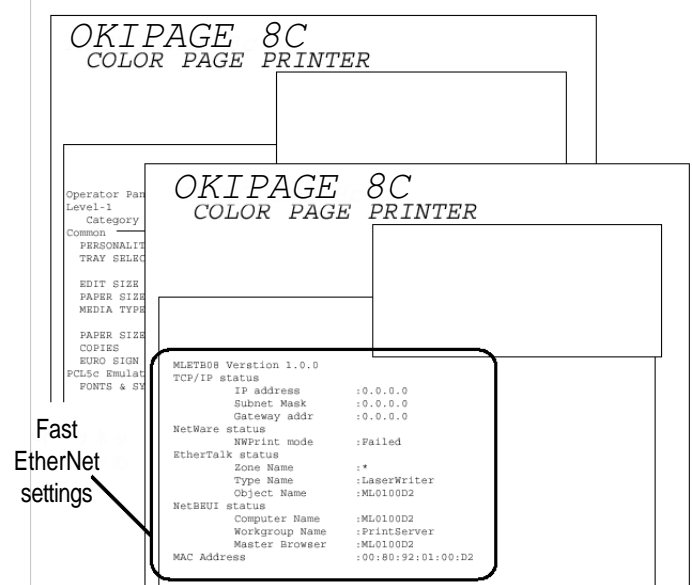 OKIPAGE 8C
COLOR PAGE PRINTER
Operator Pan
Level-1
Category
Common
PERSONALIT
TRAY SELEC
EDIT SIZE
PAPER SIZE
MEDIA TYPE
PAPER SIZE
COPIES
EURO SIGN
PCL5c Emulat
FONTS & SY
OKIPAGE 8C
COLOR PAGE PRINTER
MLETB08 Verstion 1.0.0
TCP/IP status
IP address :0.0.0.0
Subnet Mask :0.0.0.0
Gateway addr :0.0.0.0
NetWare status
NWPrint mode :Failed
EtherTalk status
Zone Name :*
Type Name :LaserWriter
Object Name :ML0100D2
NetBEUI status
Computer Name :ML0100D2
Workgroup Name :PrintServer
Master Browser :ML0100D2
MAC Address :00:80:92:01:00:D2
Fast
EtherNet
settings